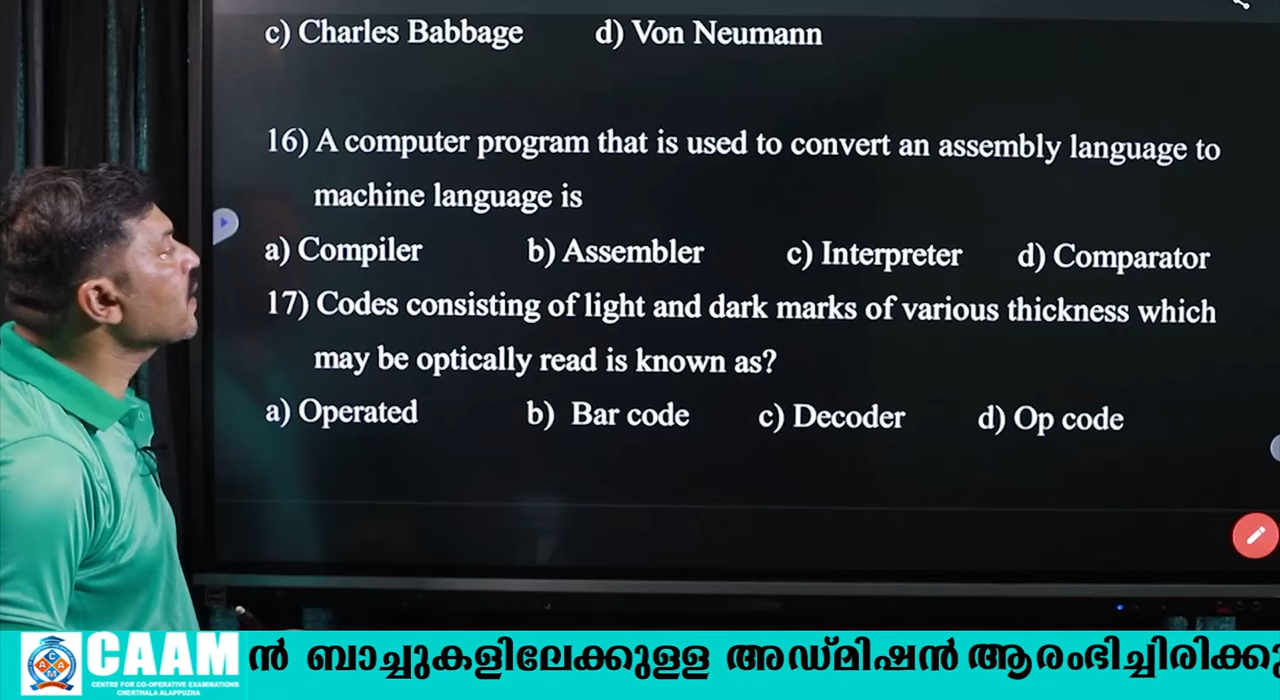 c) Charles Babbage d) Von Neumann
16) A computer program that is used to convert an assembly language to
machine language is
a) Compiler b) Assembler c) Interpreter d) Comparator
17) Codes consisting of light and dark marks of various thickness which
may be optically read is known as?
a) Operated b) Bar code c) Decoder d) Op code
CAAM
CENTRE FOR CO-OPERATIVE EXAMINATIONS
CHERTHALA ALAPPUZHA
ൻ ബാച്ചുകളിലേക്കുള്ള അഡ്മിഷൻ ആരംഭിച്ചിരിക്കു